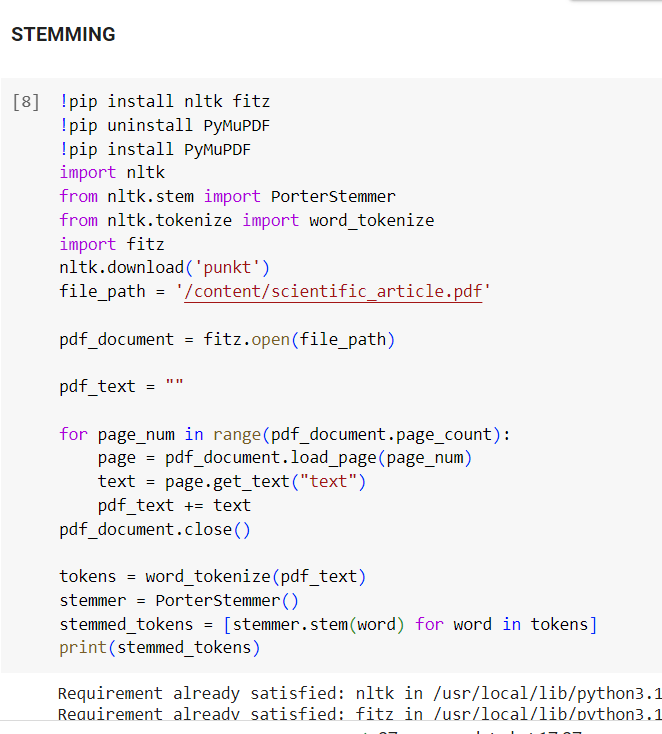 STEMMING
[8] !pip install nltk fitz
!pip uninstall PyMuPDF
!pip install PyMuPDF
import nltk
from nltk.stem import PorterStemmer
from nltk.tokenize import word_tokenize
import fitz
nltk.download('punkt')
file_path = '/content/scientific_article.pdf'
pdf_document = fitz.open(file_path)
pdf_text = ""
for page_num in range(pdf_document.page_count):
    page = pdf_document.load_page(page_num)
    text = page.get_text("text")
    pdf_text += text
pdf_document.close()
tokens = word_tokenize(pdf_text)
stemmer = PorterStemmer()
stemmed_tokens = [stemmer.stem(word) for word in tokens]
print(stemmed_tokens)
Requirement already satisfied: nltk in /usr/local/lib/python3.1
Requirement already satisfied: fitz in /usr/local/lib/python3.1